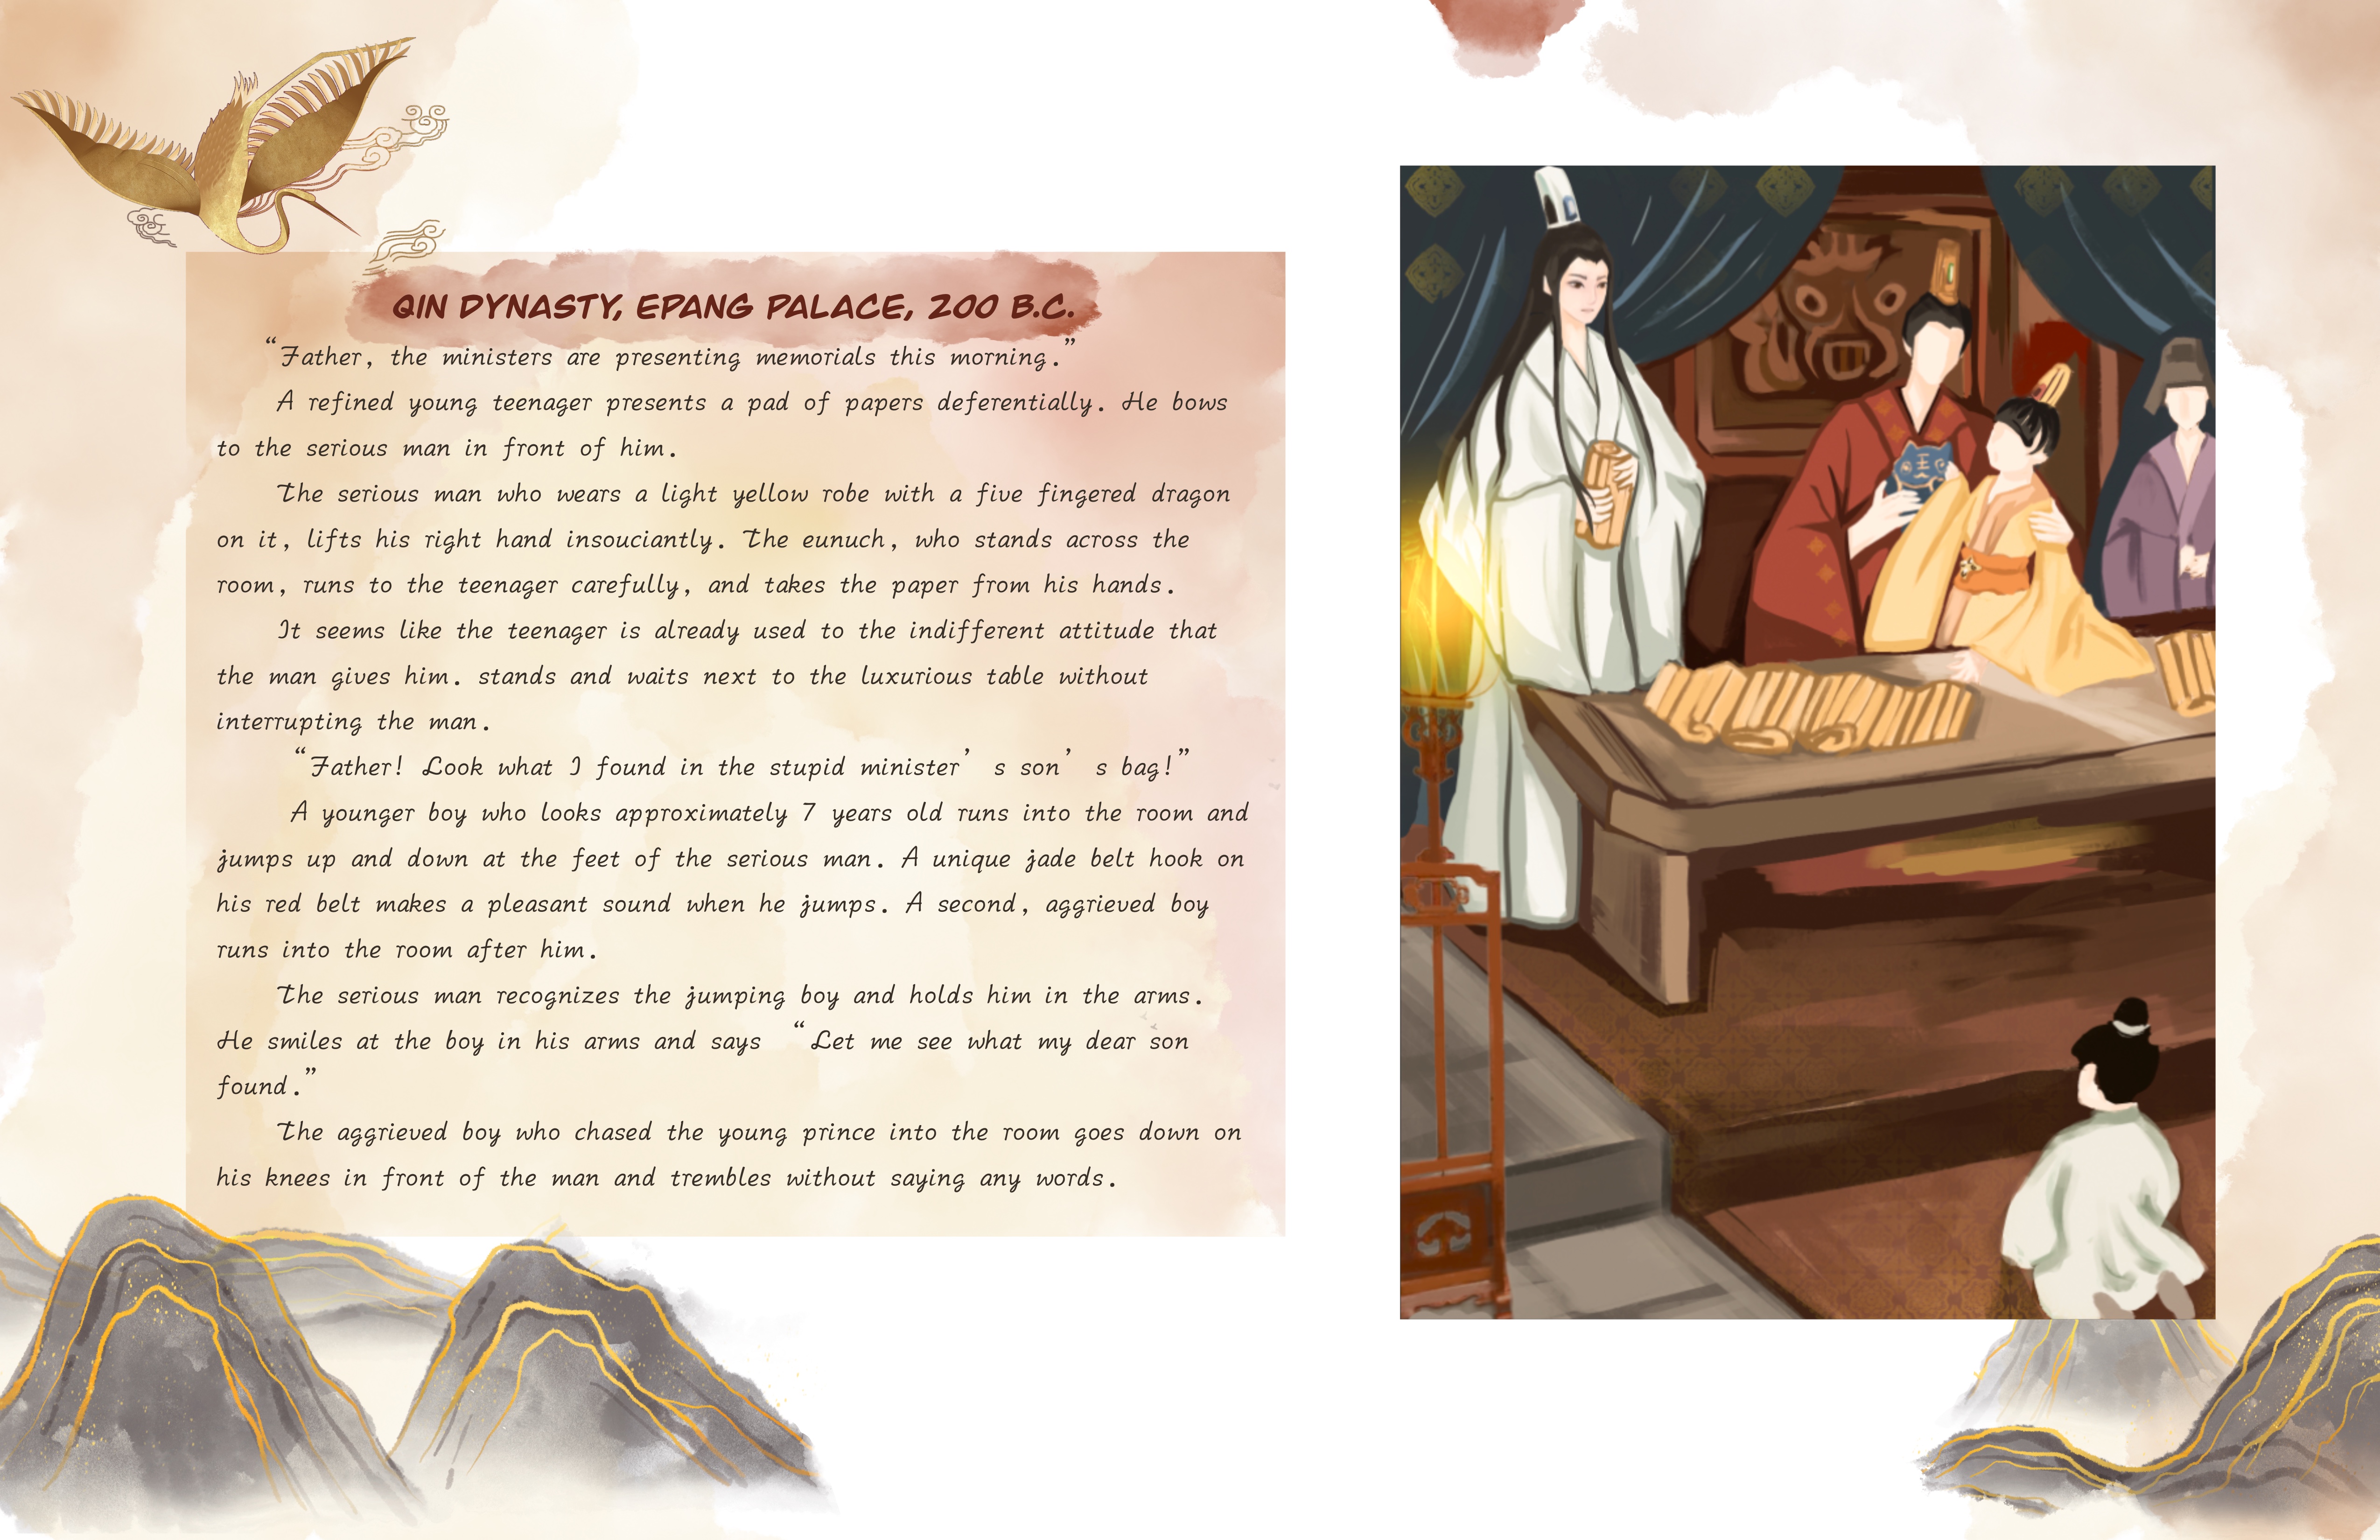 QIN DYNASTY, EPANG PALACE, 200 B.C.
“Father, the ministers are presenting memorials this morning.”
A refined young teenager presents a pad of papers deferentially. He bows
to the serious man in front of him.
The serious man who wears a light yellow robe with a five fingered dragon
on it, lifts his right hand insouciantly. The eunuch, who stands across the
room, runs to the teenager carefully, and takes the paper from his hands.
It seems like the teenager is already used to the indifferent attitude that
the man gives him. stands and waits next to the luxurious table without
interrupting the man.
“Father! Look what I found in the stupid minister’ s son’ s bag!”
A younger boy who looks approximately 7 years old runs into the room and
jumps up and down at the feet of the serious man. A unique jade belt hook on
his red belt makes a pleasant sound when he jumps. A second, aggrieved boy
runs into the room after him.
The serious man recognizes the jumping boy and holds him in the arms.
He smiles at the boy in his arms and says “Let me see what my dear son
found.”
The aggrieved boy who chased the young prince into the room goes down on
his knees in front of the man and trembles without saying any words.